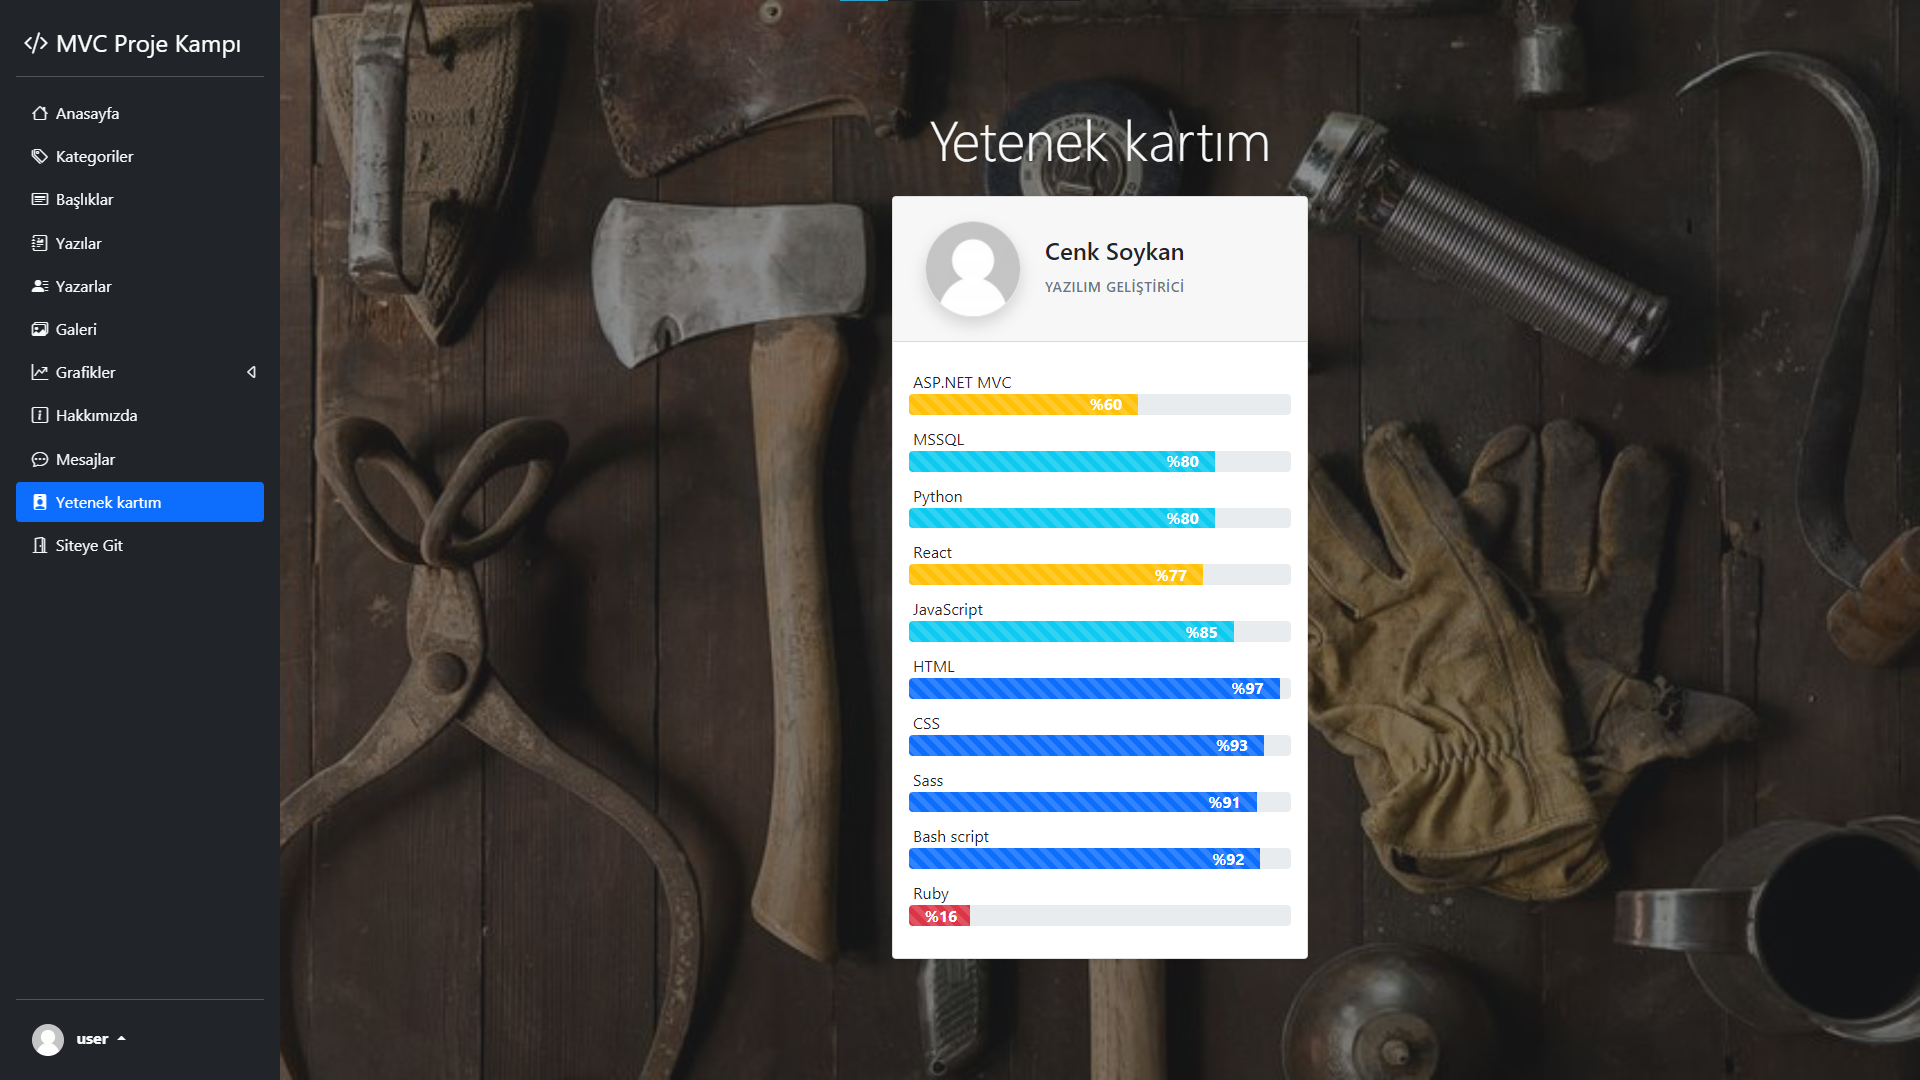 MVC Proje Kampı
Anasayfa
Kategoriler
Başlıklar
Yazılar
Yazarlar
Galeri
Grafikler
Hakkımızda
Mesajlar
Yetenek kartım
Siteye Git
user
Yetenek kartım
Cenk Soykan
YAZILIM GELİŞTİRİCİ
ASP.NET MVC
%60
MSSQL
%80
Python
%80
React
%77
JavaScript
%85
HTML
%97
CSS
%93
Sass
%91
Bash script
%92
Ruby
%16